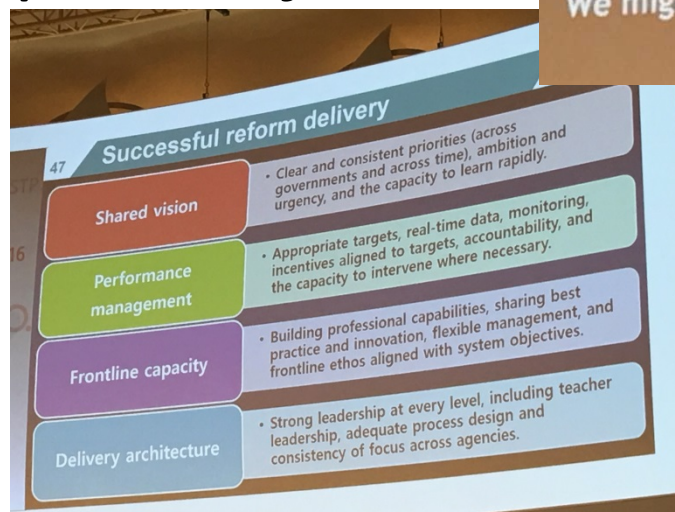 We mig
47
Successful reform delivery
STP
16
Shared vision
• Clear and consistent priorities (across
governments and across time), ambition and
urgency, and the capacity to learn rapidly.
Performance
management
• Appropriate targets, real-time data, monitoring,
incentives aligned to targets, accountability, and
the capacity to intervene where necessary.
Frontline capacity
• Building professional capabilities, sharing best
practice and innovation, flexible management, and
frontline ethos aligned with system objectives.
Delivery architecture
• Strong leadership at every level, including teacher
leadership, adequate process design and
consistency of focus across agencies.